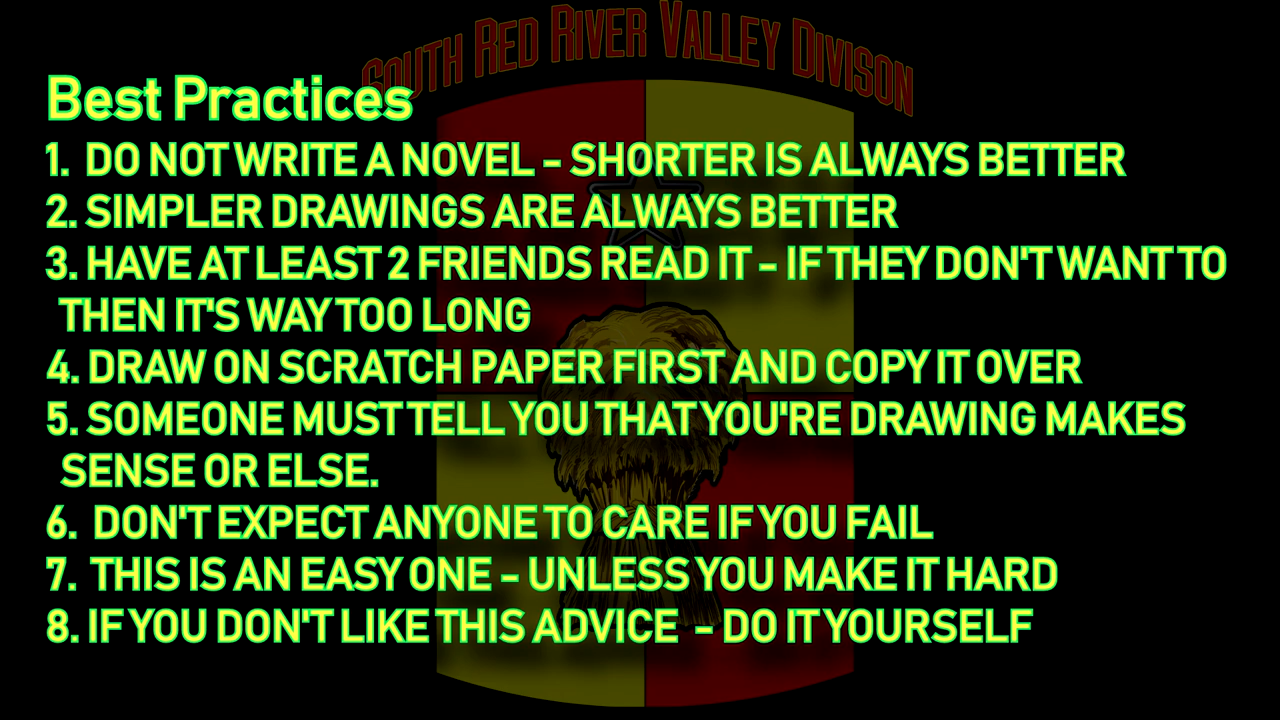 SOUTH RED RIVER VALLEY DIVISON
Best Practices
1. DO NOT WRITE A NOVEL - SHORTER IS ALWAYS BETTER
2. SIMPLER DRAWINGS ARE ALWAYS BETTER
3. HAVE AT LEAST 2 FRIENDS READ IT - IF THEY DON'T WANT TO
THEN IT'S WAY TOO LONG
4. DRAW ON SCRATCH PAPER FIRST AND COPY IT OVER
5. SOMEONE MUST TELL YOU THAT YOU'RE DRAWING MAKES
SENSE OR ELSE.
6. DON'T EXPECT ANYONE TO CARE IF YOU FAIL
7. THIS IS AN EASY ONE - UNLESS YOU MAKE IT HARD
8. IF YOU DON'T LIKE THIS ADVICE - DO IT YOURSELF